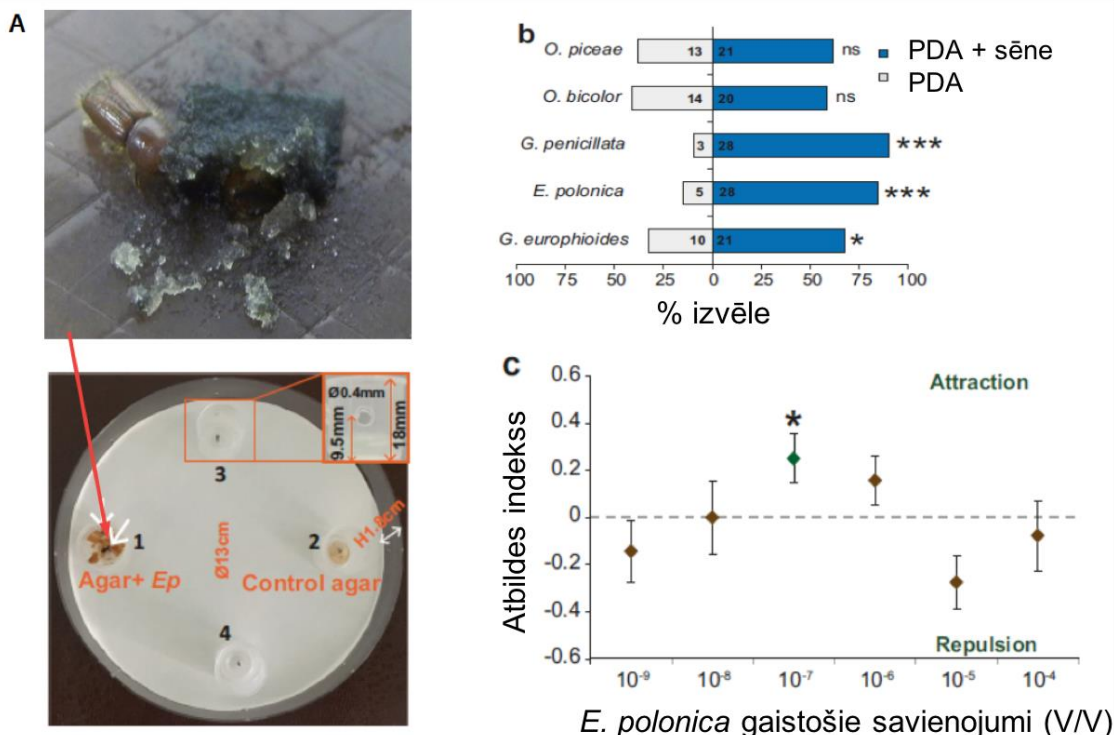 A
Ø0.4mm
9.5mm
18mm
3
1
2
H1.8cm
Ø13cm
Agar+ Ep
Control agar
4
b
O. piceae 13 21 ns
O. bicolor 14 20 ns
G. penicillata 3 28 ***
E. polonica 5 28 ***
G. europhioides 10 21 *
PDA + sēne
PDA
100 75 50 25 0 25 50 75 100
% izvēle
c
Atbildes indekss
0.6
0.4
0.2
0
-0.2
-0.4
-0.6
Attraction
*
Repulsion
10⁻⁹ 10⁻⁸ 10⁻⁷ 10⁻⁶ 10⁻⁵ 10⁻⁴
E. polonica gaistošie savienojumi (V/V)